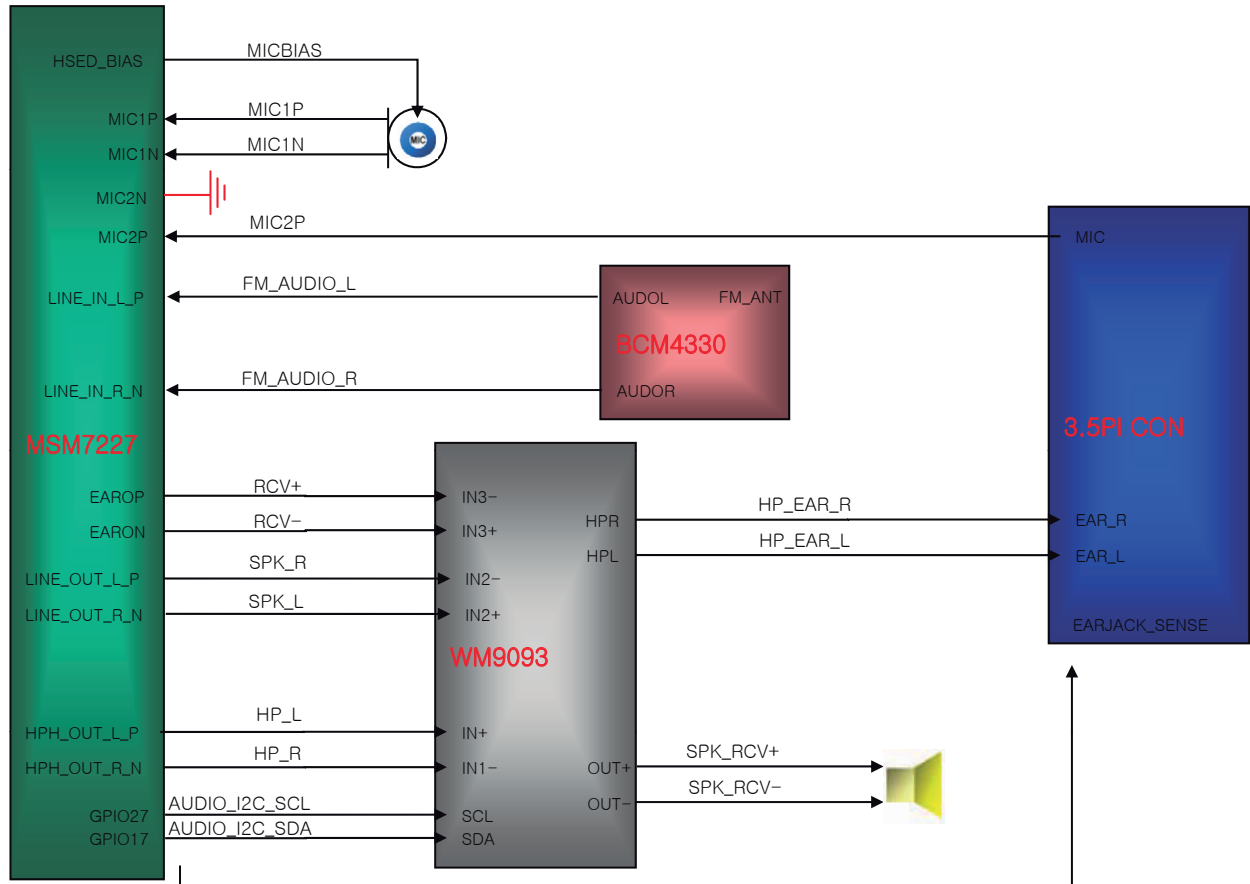 HSED_BIAS
MICBIAS
MIC1P
MIC1P
MIC
MIC1N
MIC1N
MIC2N
MIC2P
MIC2P
MIC
LINE_IN_L_P
FM_AUDIO_L
AUDOL
FM_ANT
BCM4330
LINE_IN_R_N
FM_AUDIO_R
AUDOR
MSM7227
3.5PI CON
EAROP
RCV+
IN3-
EARON
RCV-
IN3+
HPR
HP_EAR_R
EAR_R
HPL
HP_EAR_L
EAR_L
LINE_OUT_L_P
SPK_R
IN2-
LINE_OUT_R_N
SPK_L
IN2+
EARJACK_SENSE
WM9093
HPH_OUT_L_P
HP_L
IN+
HPH_OUT_R_N
HP_R
IN1-
OUT+
SPK_RCV+
OUT-
SPK_RCV-
GPIO27
AUDIO_I2C_SCL
SCL
GPIO17
AUDIO_I2C_SDA
SDA